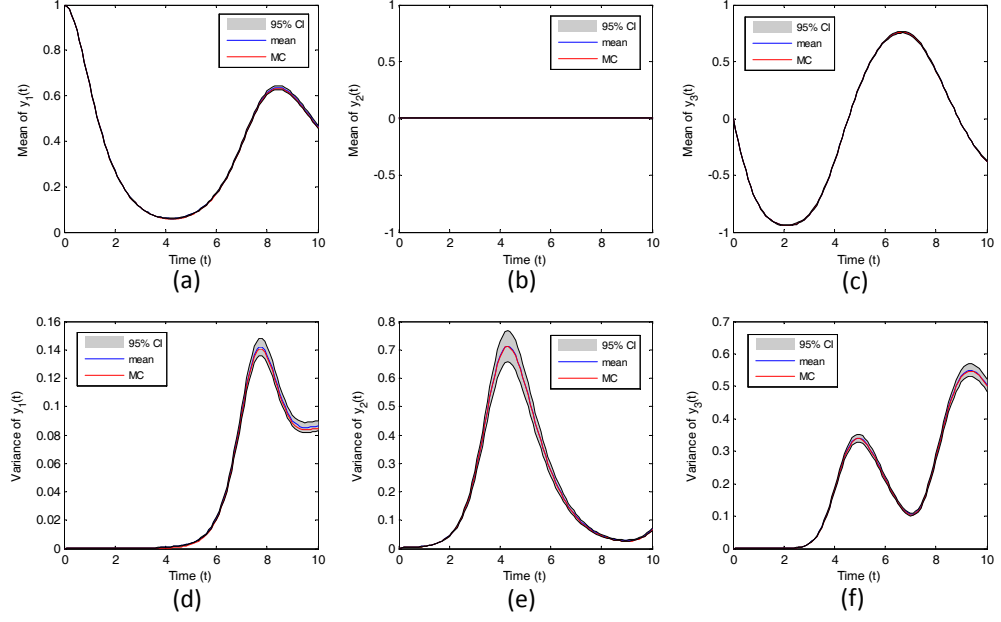 95% CI
mean
MC
Mean of y1(t)
1
0.8
0.6
0.4
0.2
0
0 2 4 6 8 10
Time (t)
(a)
95% CI
mean
MC
Mean of y2(t)
1
0.5
0
-0.5
-1
0 2 4 6 8 10
Time (t)
(b)
95% CI
mean
MC
Mean of y3(t)
1
0.5
0
-0.5
-1
0 2 4 6 8 10
Time (t)
(c)
95% CI
mean
MC
Variance of y1(t)
0.16
0.14
0.12
0.1
0.08
0.06
0.04
0.02
0
0 2 4 6 8 10
Time (t)
(d)
95% CI
mean
MC
Variance of y2(t)
0.8
0.7
0.6
0.5
0.4
0.3
0.2
0.1
0
0 2 4 6 8 10
Time (t)
(e)
95% CI
mean
MC
Variance of y3(t)
0.7
0.6
0.5
0.4
0.3
0.2
0.1
0
0 2 4 6 8 10
Time (t)
(f)